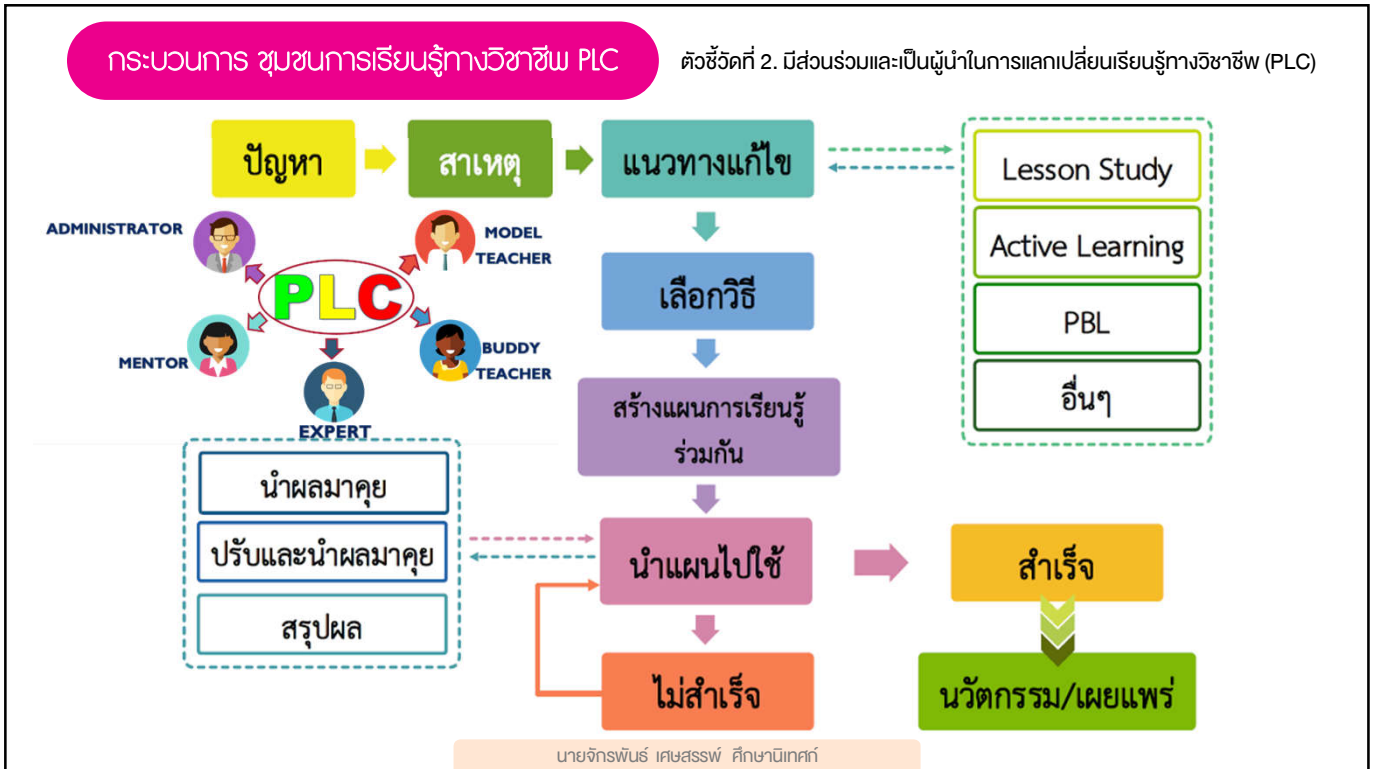 กระบวนการ ชุมชนการเรียนรู้ทางวิชาชีพ PLC
ตัวชี้วัดที่ 2. มีส่วนร่วมและเป็นผู้นำในการแลกเปลี่ยนเรียนรู้ทางวิชาชีพ (PLC)
ปัญหา
สาเหตุ
แนวทางแก้ไข
Lesson Study
Active Learning
PBL
อื่นๆ
ADMINISTRATOR
MODEL
TEACHER
PLC
MENTOR
BUDDY
TEACHER
EXPERT
เลือกวิธี
สร้างแผนการเรียนรู้
ร่วมกัน
นำผลมาคุย
ปรับและนำผลมาคุย
สรุปผล
นำแผนไปใช้
สำเร็จ
ไม่สำเร็จ
นวัตกรรม/เผยแพร่
นายจักรพันธ์ เศษสรรพ์ ศึกษานิเทศก์